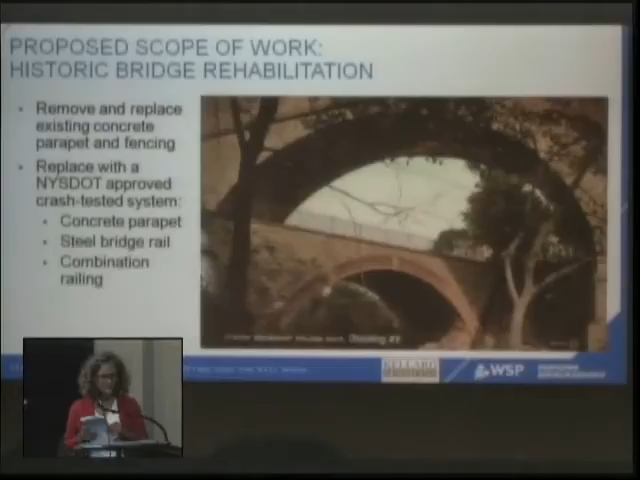 PROPOSED SCOPE OF WORK:
HISTORIC BRIDGE REHABILITATION
• Remove and replace
existing concrete
parapet and fencing
• Replace with a
NYSDOT approved
crash-tested system:
• Concrete parapet
• Steel bridge rail
• Combination
railing
WSP